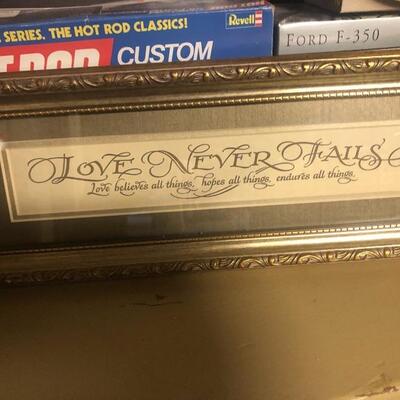 SERIES. THE HOT ROD CLASSICS!
Revell
ROD CUSTOM
FORD F-350
LOVE NEVER FAILS
Love believes all things, hopes all things, endures all things.